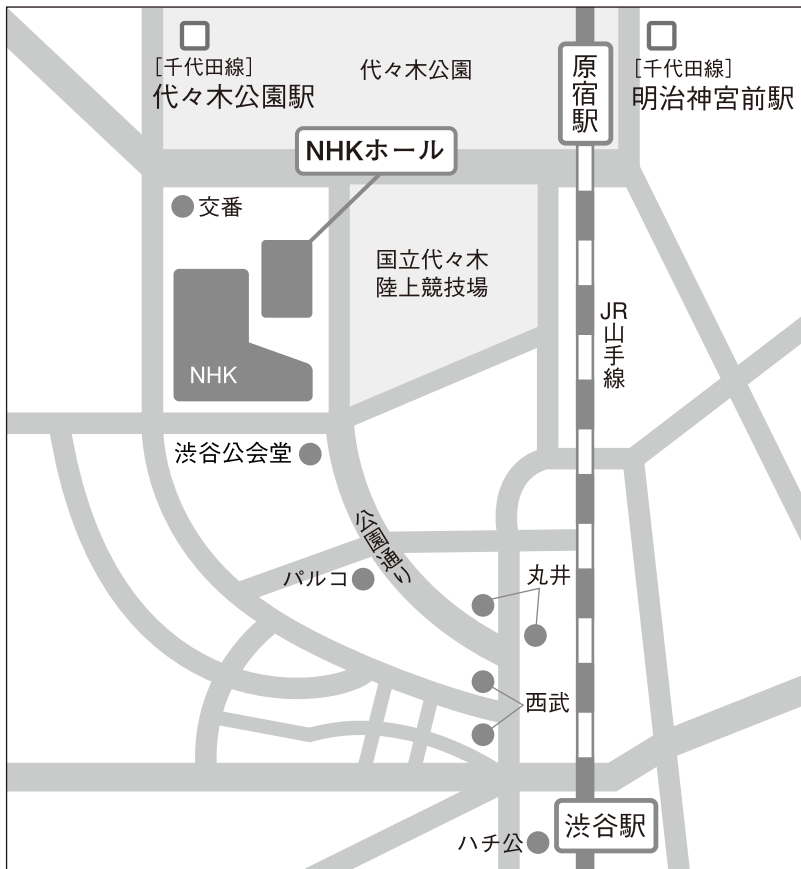 [千代田線]
代々木公園駅
代々木公園
原宿駅
[千代田線]
明治神宮前駅
NHKホール
交番
国立代々木
陸上競技場
JR山手線
NHK
渋谷公会堂
公園通り
パルコ
丸井
西武
渋谷駅
ハチ公